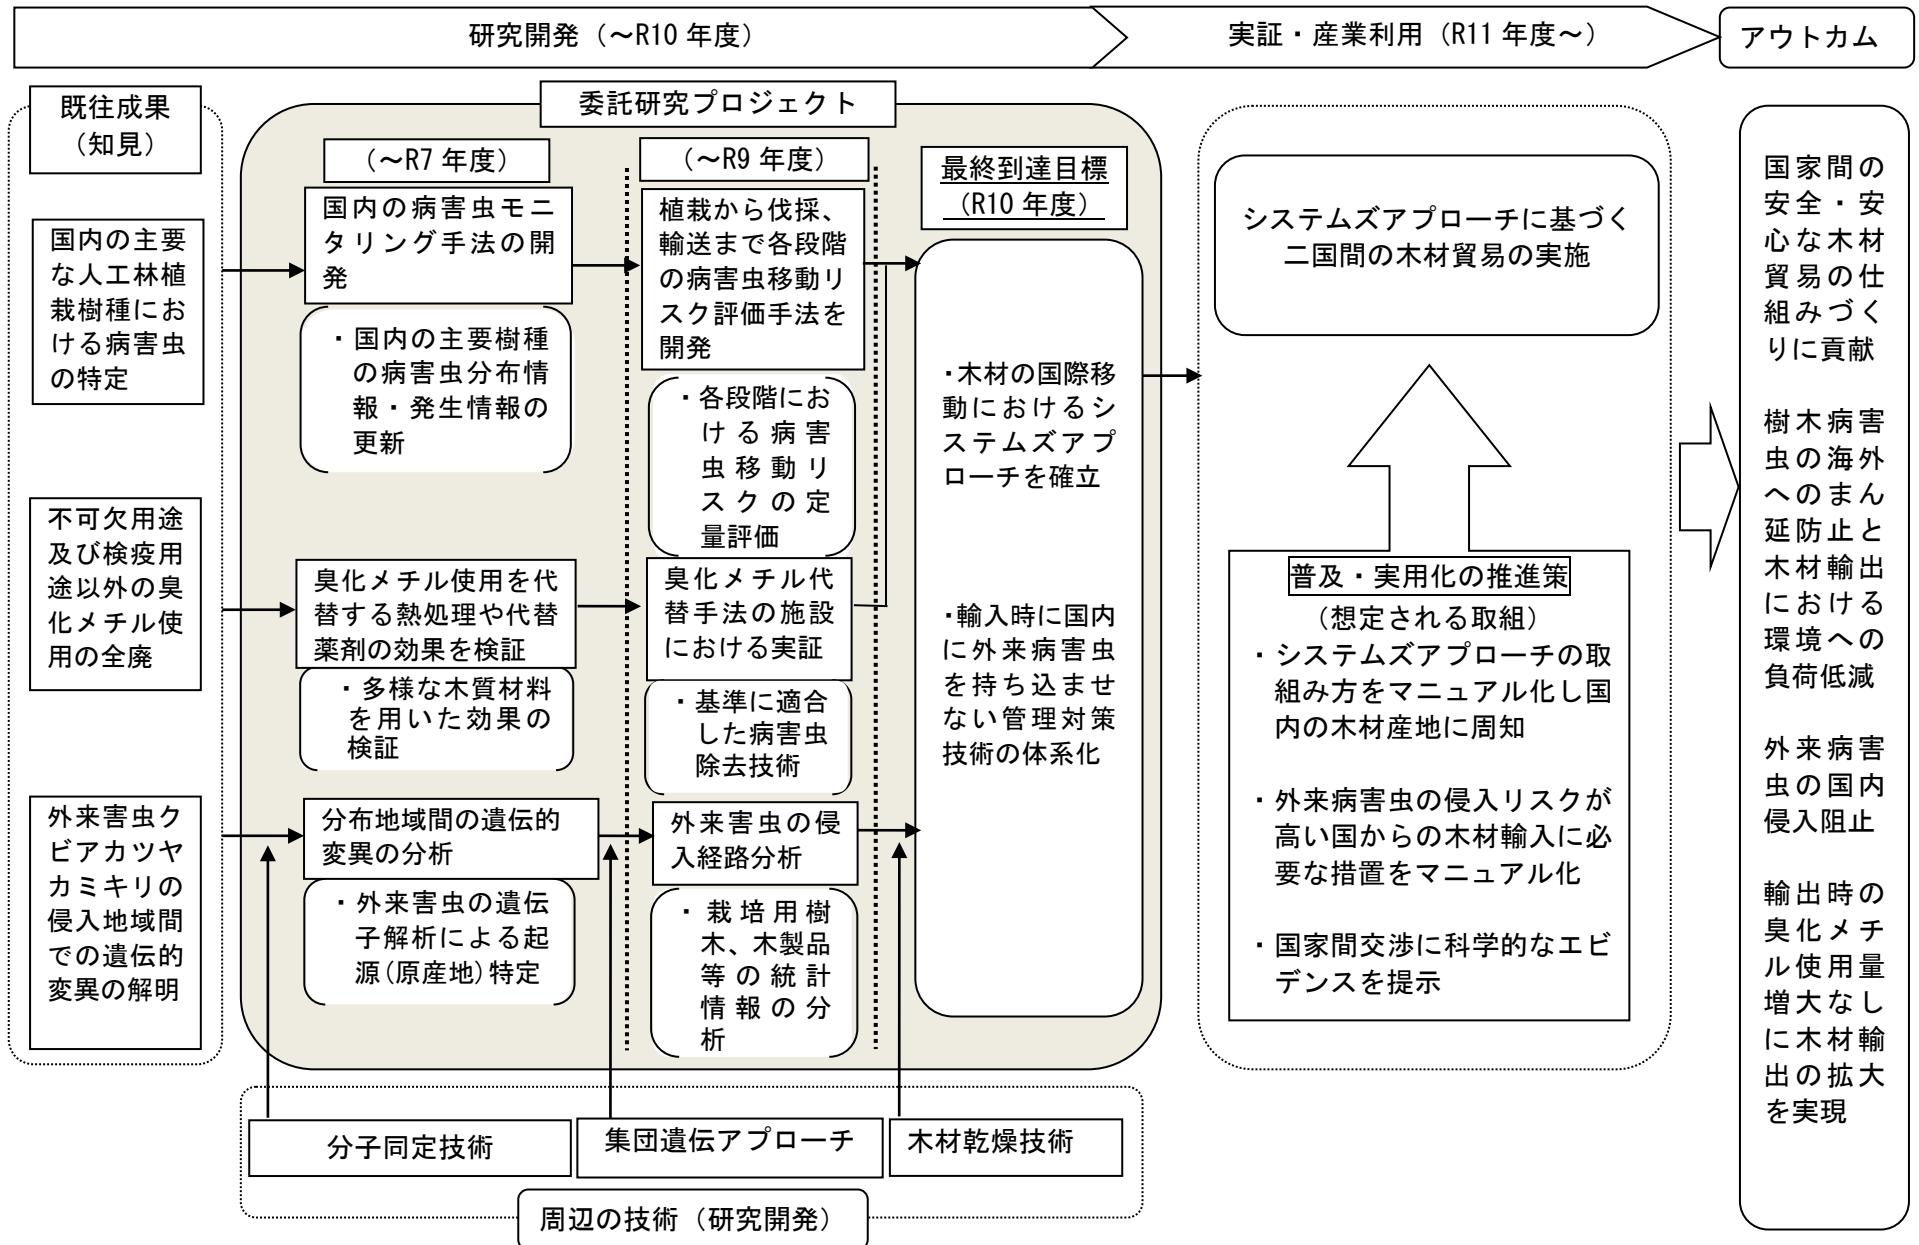 研究開発（～R10 年度）
実証・産業利用（R11 年度～）
アウトカム
既往成果
（知見）
国内の主要
な人工林植
栽樹種にお
ける病害虫
の特定
不可欠用途
及び検疫用
途以外の臭
化メチル使
用の全廃
外来害虫ク
ビアカツヤ
カミキリの
侵入地域間
での遺伝的
変異の解明
委託研究プロジェクト
（～R7 年度）
国内の病害虫モニ
タリング手法の開
発
・国内の主要樹種
の病害虫分布情
報・発生情報の
更新
臭化メチル使用を代
替する熱処理や代替
薬剤の効果を検証
・多様な木質材料
を用いた効果の
検証
分布地域間の遺伝的
変異の分析
・外来害虫の遺伝
子解析による起
源(原産地)特定
（～R9 年度）
植栽から伐採、
輸送まで各段階
の病害虫移動リ
スク評価手法を
開発
・各段階にお
ける病害
虫移動リ
スクの定
量評価
臭化メチル代
替手法の施設
における実証
・基準に適合
した病害虫
除去技術
外来害虫の侵
入経路分析
・栽培用樹
木、木製品
等の統計
情報の分
析
最終到達目標
（R10 年度）
・木材の国際移
動におけるシ
ステムズアプ
ローチを確立
・輸入時に国内
に外来病害虫
を持ち込ませ
ない管理対策
技術の体系化
システムズアプローチに基づく
二国間の木材貿易の実施
普及・実用化の推進策
（想定される取組）
・システムズアプローチの取
組み方をマニュアル化し国
内の木材産地に周知
・外来病害虫の侵入リスクが
高い国からの木材輸入に必
要な措置をマニュアル化
・国家間交渉に科学的なエビ
デンスを提示
国家間の
安全・安
心な木材
貿易の仕
組みづく
りに貢献
樹木病害
虫の海外
へのまん
延防止と
木材輸出
における
環境への
負荷低減
外来病害
虫の国内
侵入阻止
輸出時の
臭化メチ
ル使用量
増大なし
に木材輸
出の拡大
を実現
分子同定技術
集団遺伝アプローチ
木材乾燥技術
周辺の技術（研究開発）